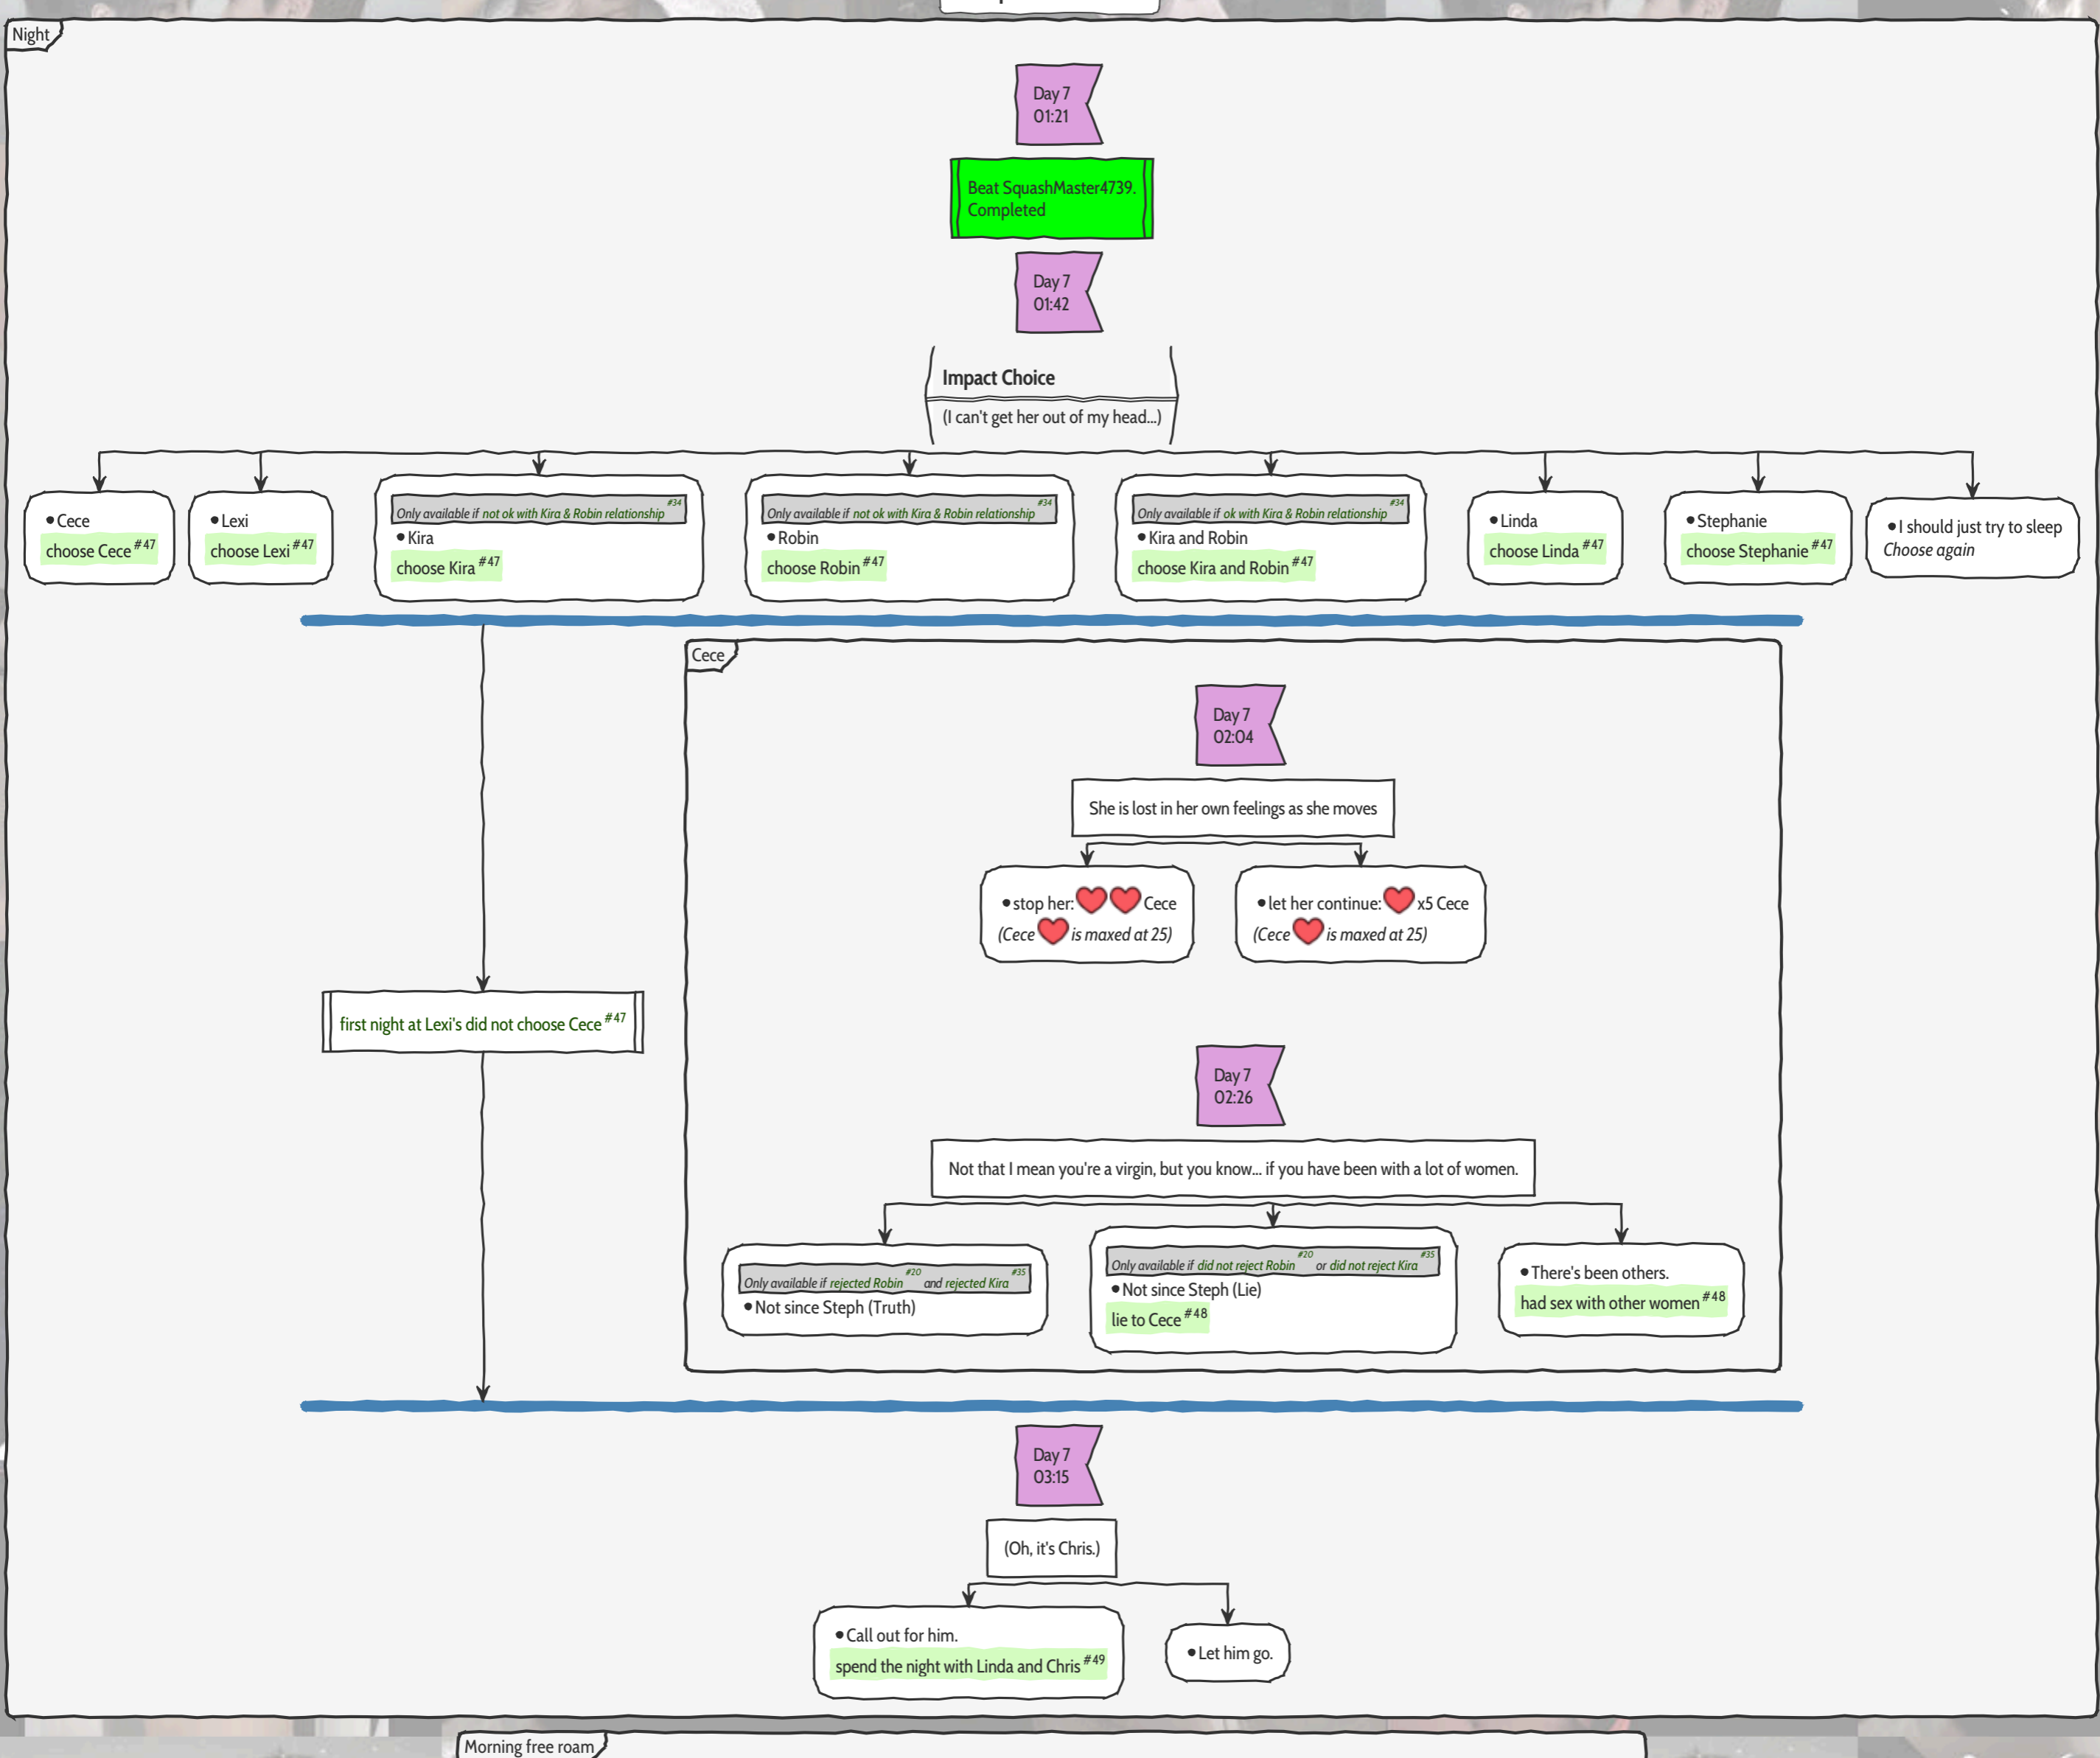 Night
Day 7
01:21
Beat SquashMaster4739.
Completed
Day 7
01:42
Impact Choice
(I can't get her out of my head...)
•Cece
choose Cece #47
•Lexi
choose Lexi #47
Only available if not ok with Kira & Robin relationship #34
•Kira
choose Kira #47
Only available if not ok with Kira & Robin relationship #34
•Robin
choose Robin #47
Only available if ok with Kira & Robin relationship #34
•Kira and Robin
choose Kira and Robin #47
•Linda
choose Linda #47
•Stephanie
choose Stephanie #47
•I should just try to sleep
Choose again
Cece
Day 7
02:04
She is lost in her own feelings as she moves
•stop her: ❤❤ Cece
(Cece ❤ is maxed at 25)
•let her continue: ❤ x5 Cece
(Cece ❤ is maxed at 25)
first night at Lexi's did not choose Cece #47
Day 7
02:26
Not that I mean you're a virgin, but you know... if you have been with a lot of women.
Only available if rejected Robin #20 and rejected Kira #35
•Not since Steph (Truth)
Only available if did not reject Robin #20 or did not reject Kira #35
•Not since Steph (Lie)
lie to Cece #48
•There's been others.
had sex with other women #48
Day 7
03:15
(Oh, it's Chris.)
•Call out for him.
spend the night with Linda and Chris #49
•Let him go.
Morning free roam